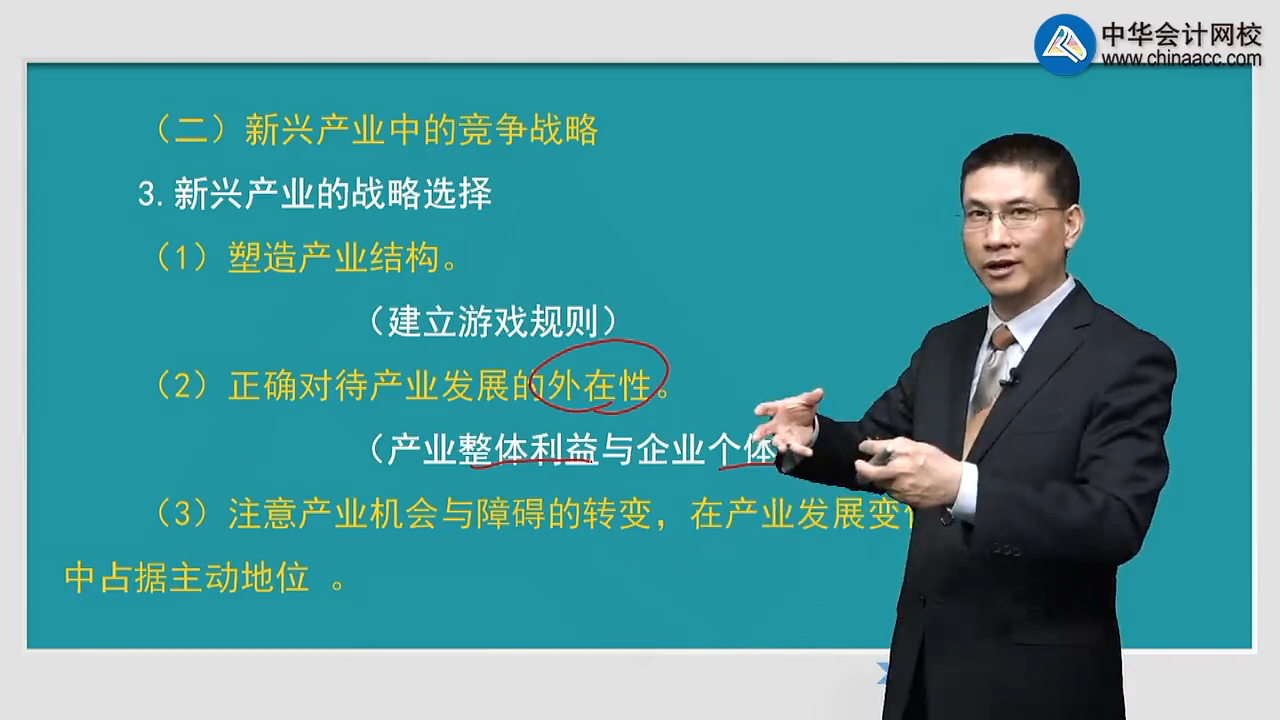 中华会计网校
www.chinaacc.com
（二）新兴产业中的竞争战略
3.新兴产业的战略选择
（1）塑造产业结构。
（建立游戏规则）
（2）正确对待产业发展的外在性。
（产业整体利益与企业个体
（3）注意产业机会与障碍的转变，在产业发展变
中占据主动地位 。